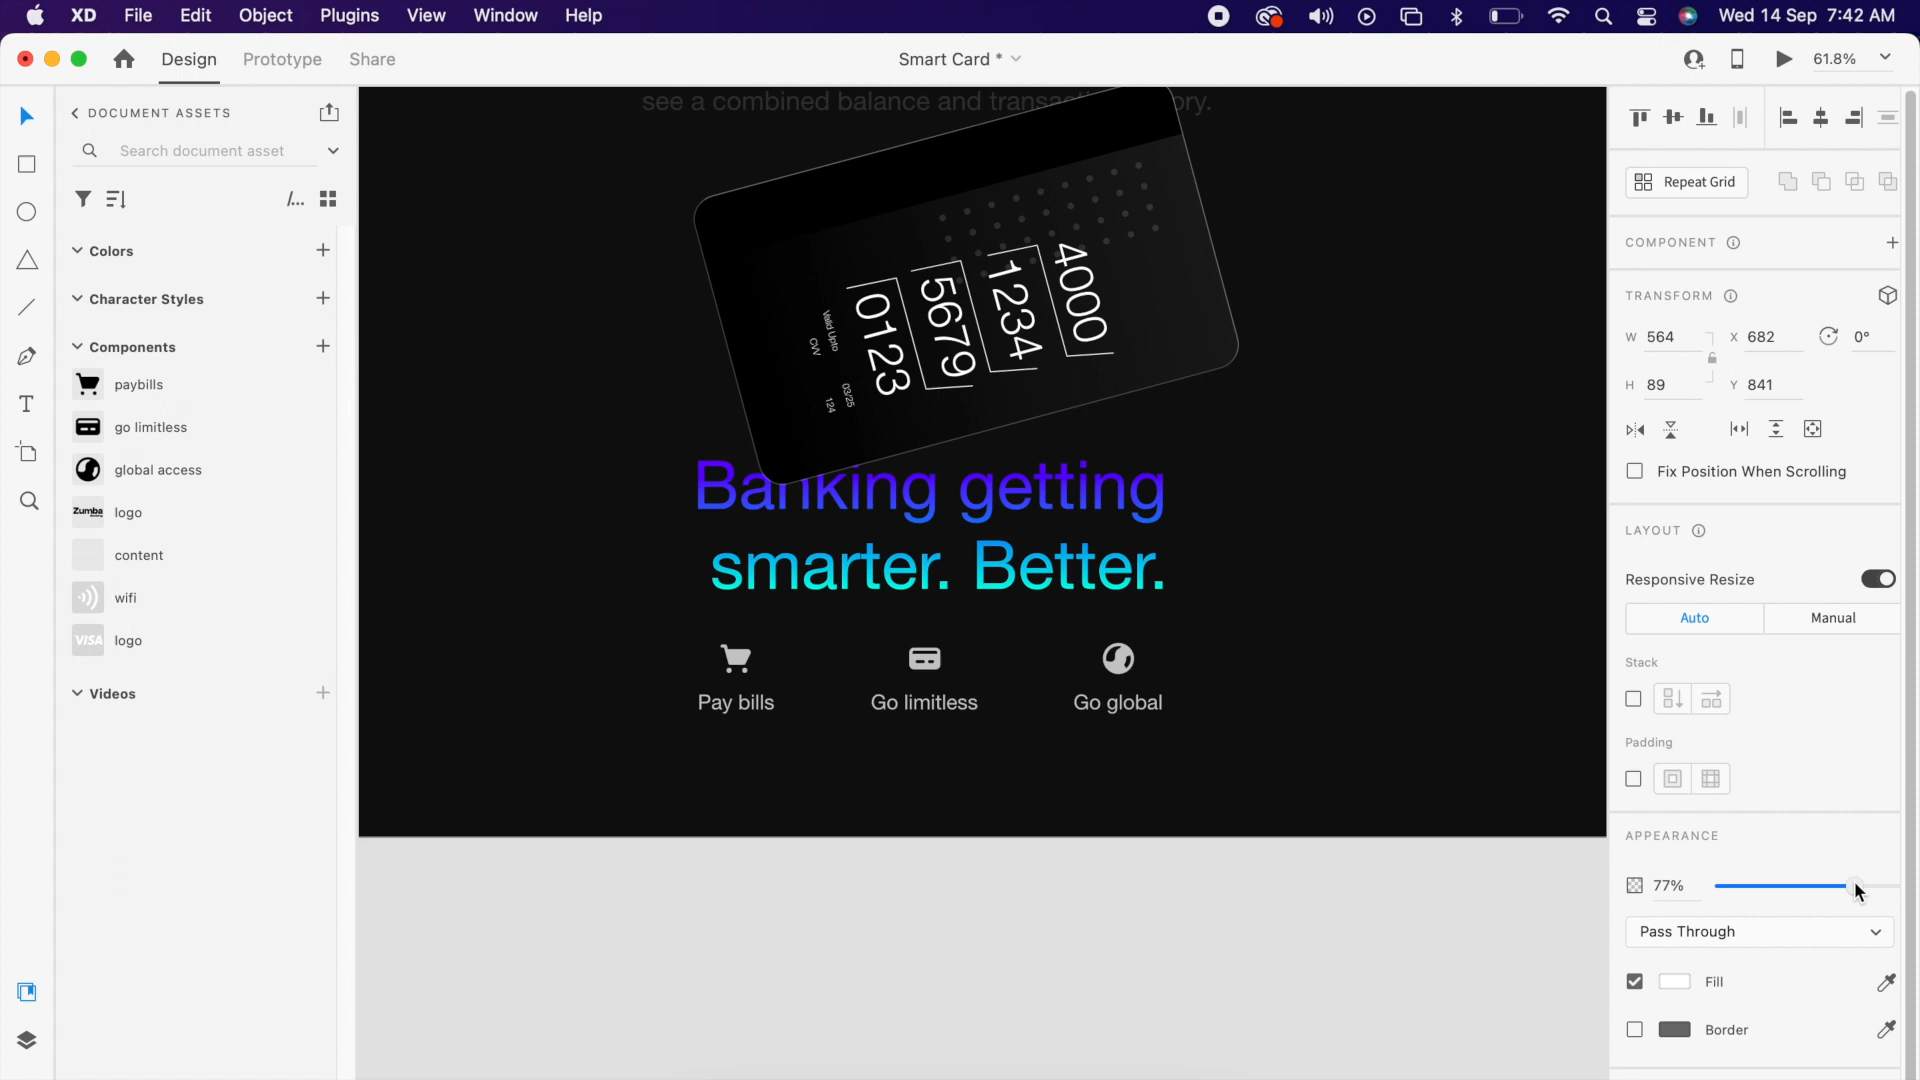 XD File Edit Object Plugins View Window Help
Wed 14 Sep 7:42 AM
Design Prototype Share
Smart Card *
61.8%
DOCUMENT ASSETS
Search document asset
/...
Colors
Character Styles
Components
paybills
go limitless
global access
Zumba
logo
content
wifi
VISA
logo
Videos
see a combined balance and
4000
1234
5679
0123
Valid Upto
CVV
03/25
124
Banking getting
smarter. Better.
Pay bills Go limitless Go global
Repeat Grid
COMPONENT
TRANSFORM
W 564 X 682 0°
H 89 Y 841
Fix Position When Scrolling
LAYOUT
Responsive Resize
Auto Manual
Stack
Padding
APPEARANCE
77%
Pass Through
Fill
Border